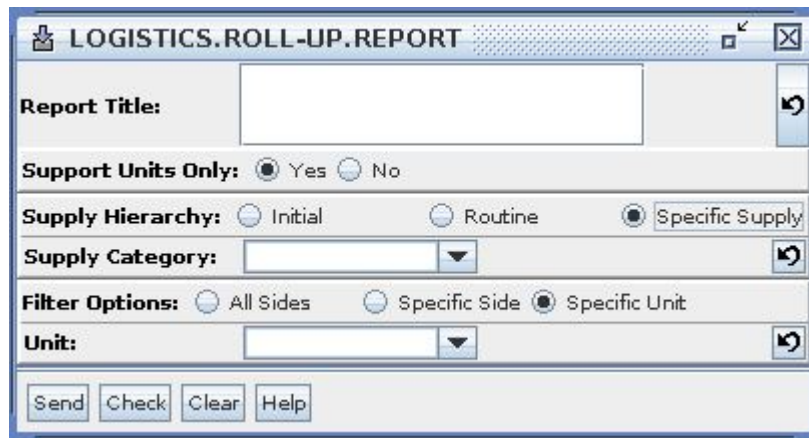 LOGISTICS.ROLL-UP.REPORT
Report Title:
Support Units Only: Yes No
Supply Hierarchy: Initial Routine Specific Supply
Supply Category:
Filter Options: All Sides Specific Side Specific Unit
Unit:
Send Check Clear Help